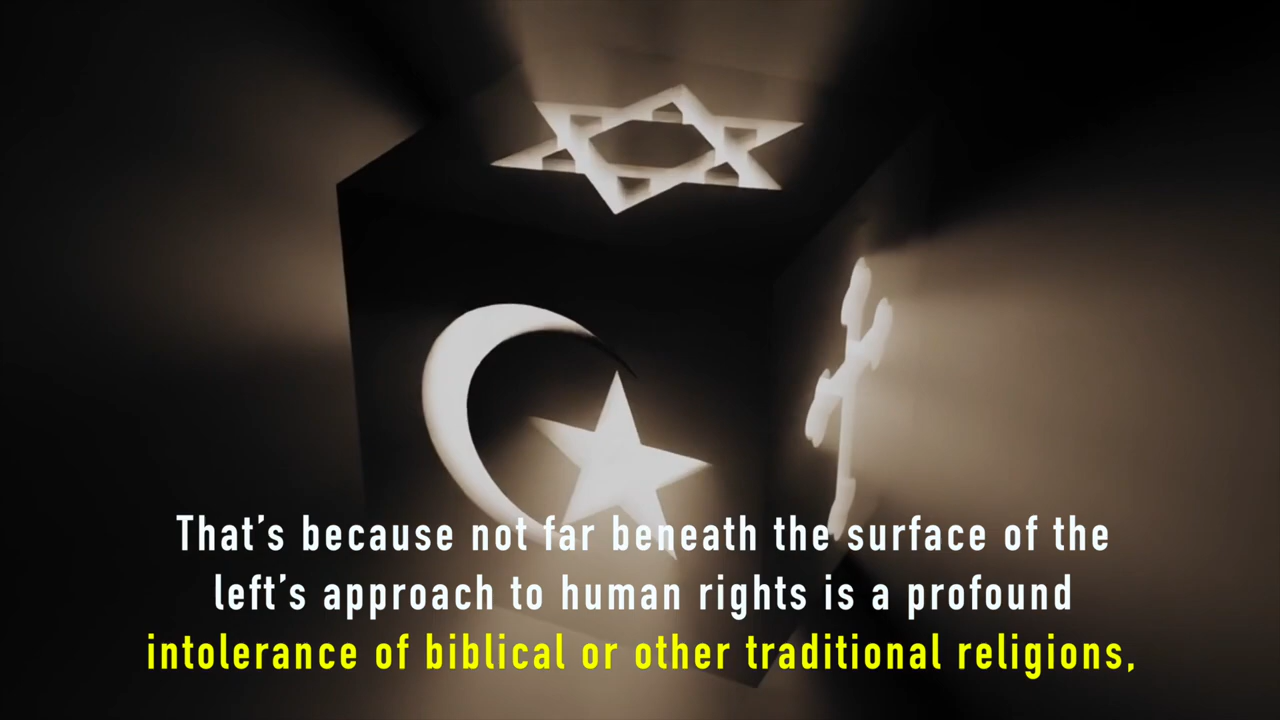 That’s because not far beneath the surface of the
left’s approach to human rights is a profound
intolerance of biblical or other traditional religions,